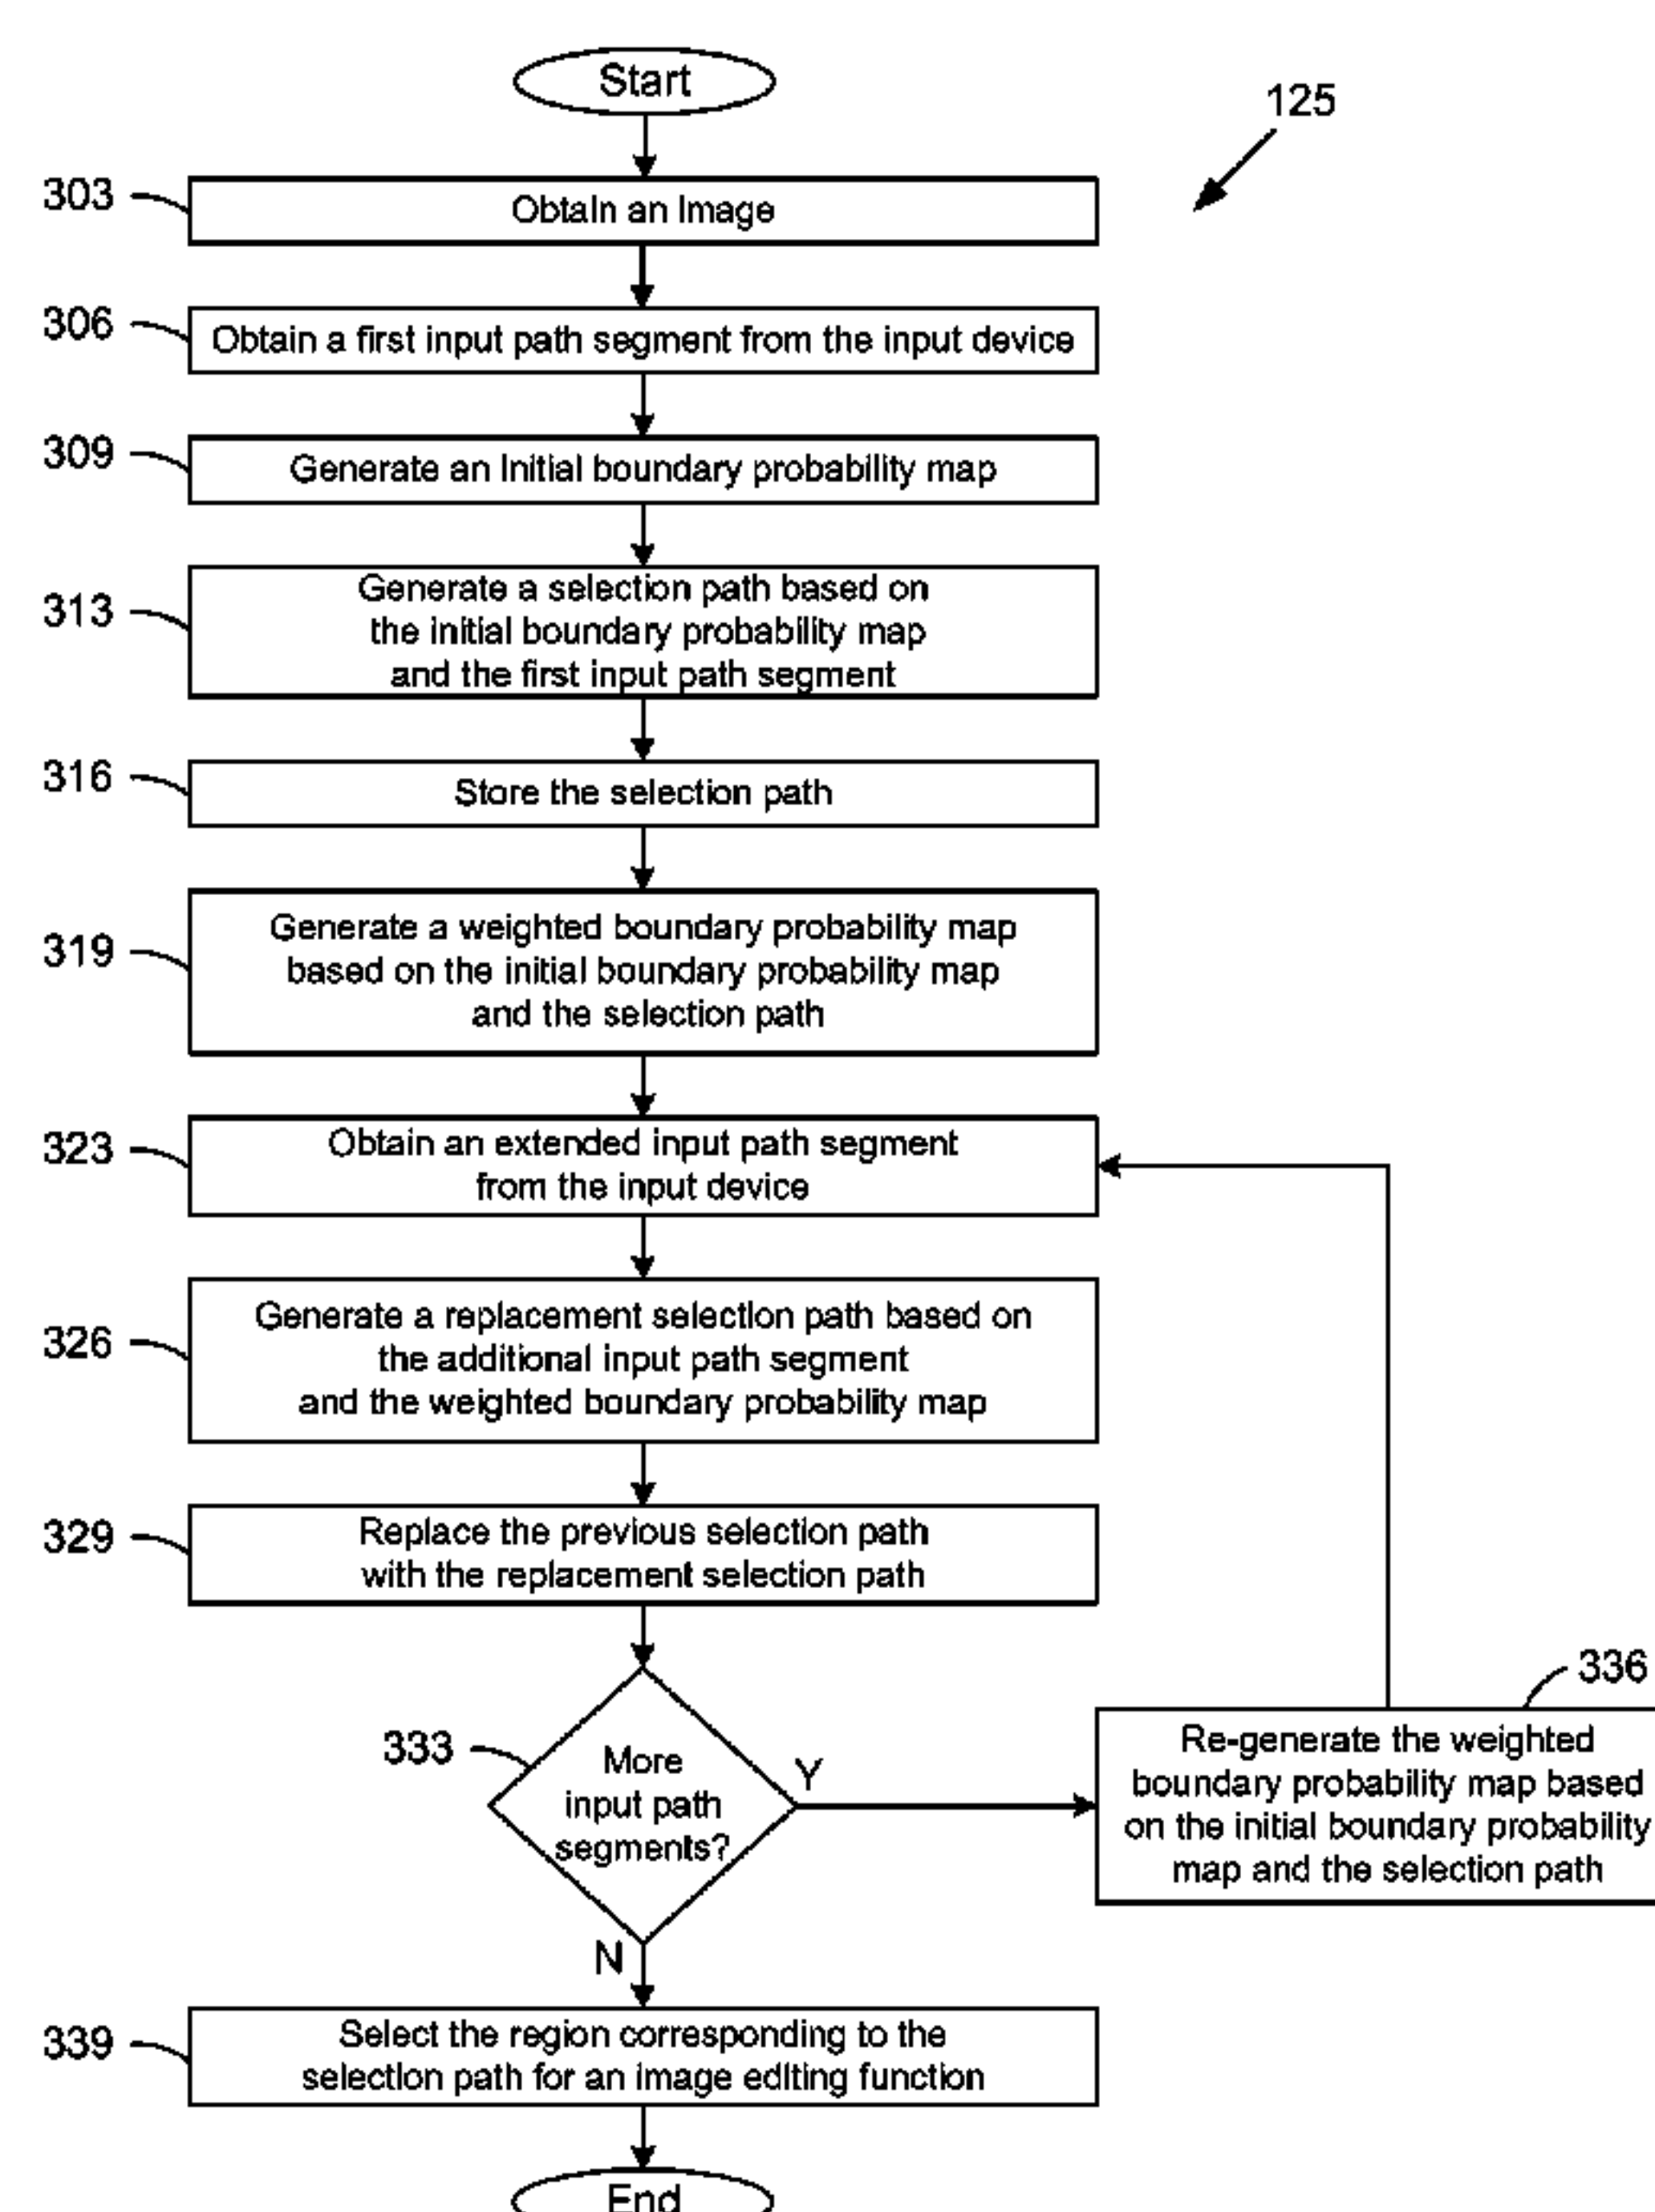 Start
125
303
Obtain an image
306
Obtain a first input path segment from the input device
309
Generate an initial boundary probability map
313
Generate a selection path based on
the initial boundary probability map
and the first input path segment
316
Store the selection path
319
Generate a weighted boundary probability map
based on the initial boundary probability map
and the selection path
323
Obtain an extended input path segment
from the input device
326
Generate a replacement selection path based on
the additional input path segment
and the weighted boundary probability map
329
Replace the previous selection path
with the replacement selection path
333
More
input path
segments?
Y
336
Re-generate the weighted
boundary probability map based
on the initial boundary probability
map and the selection path
N
339
Select the region corresponding to the
selection path for an image editing function
End